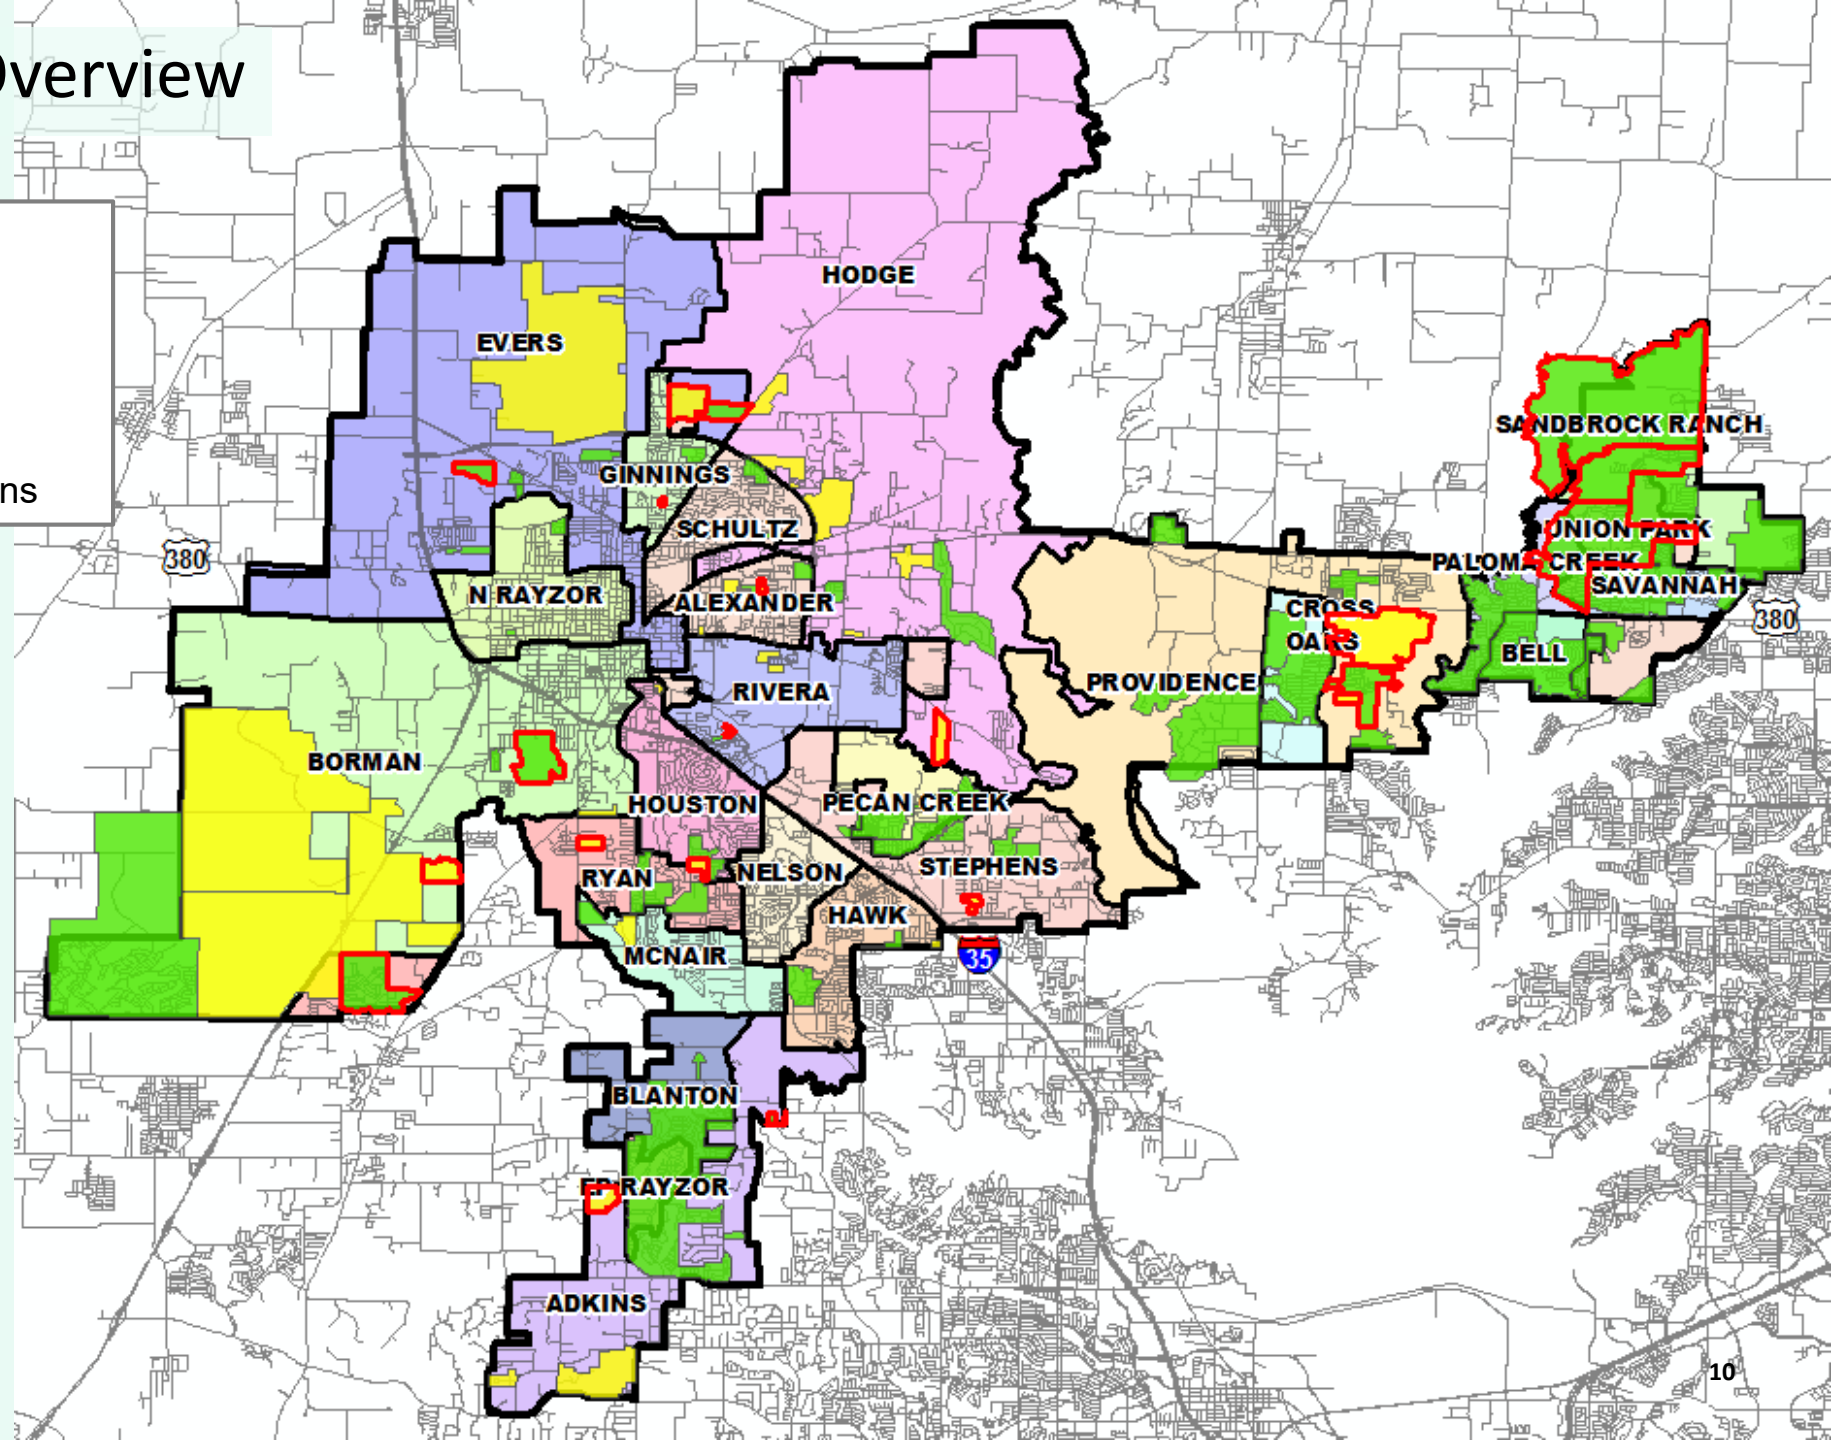 Overview
HODGE
EVERS
SANDBROCK RANCH
GINNINGS
ns
SCHULTZ
UNION PARK
380
PALOMA CREEK
SAVANNAH
N RAYZOR
ALEXANDER
CROSS
OAKS
380
BELL
PROVIDENCE
RIVERA
BORMAN
HOUSTON
PECAN CREEK
STEPHENS
NELSON
RYAN
HAWK
MCNAIR
35
BLANTON
EP RAYZOR
ADKINS
10